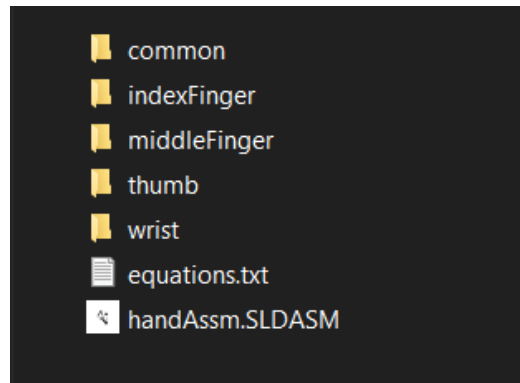 common
indexFinger
middleFinger
thumb
wrist
equations.txt
handAssm.SLDASM